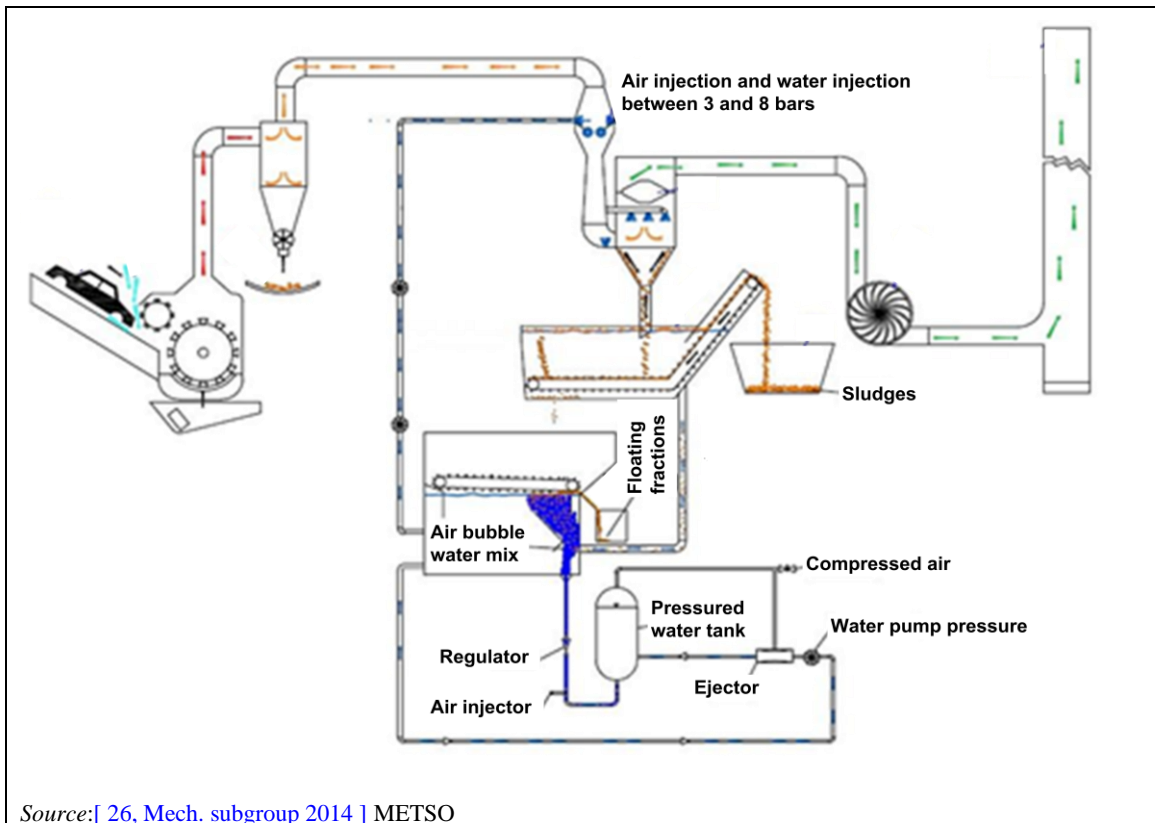 Air injection and water injection
between 3 and 8 bars
Sludges
Floating
fractions
Air bubble
water mix
Compressed air
Pressured
water tank
Water pump pressure
Regulator
Ejector
Air injector
Source:[ 26, Mech. subgroup 2014 ] METSO